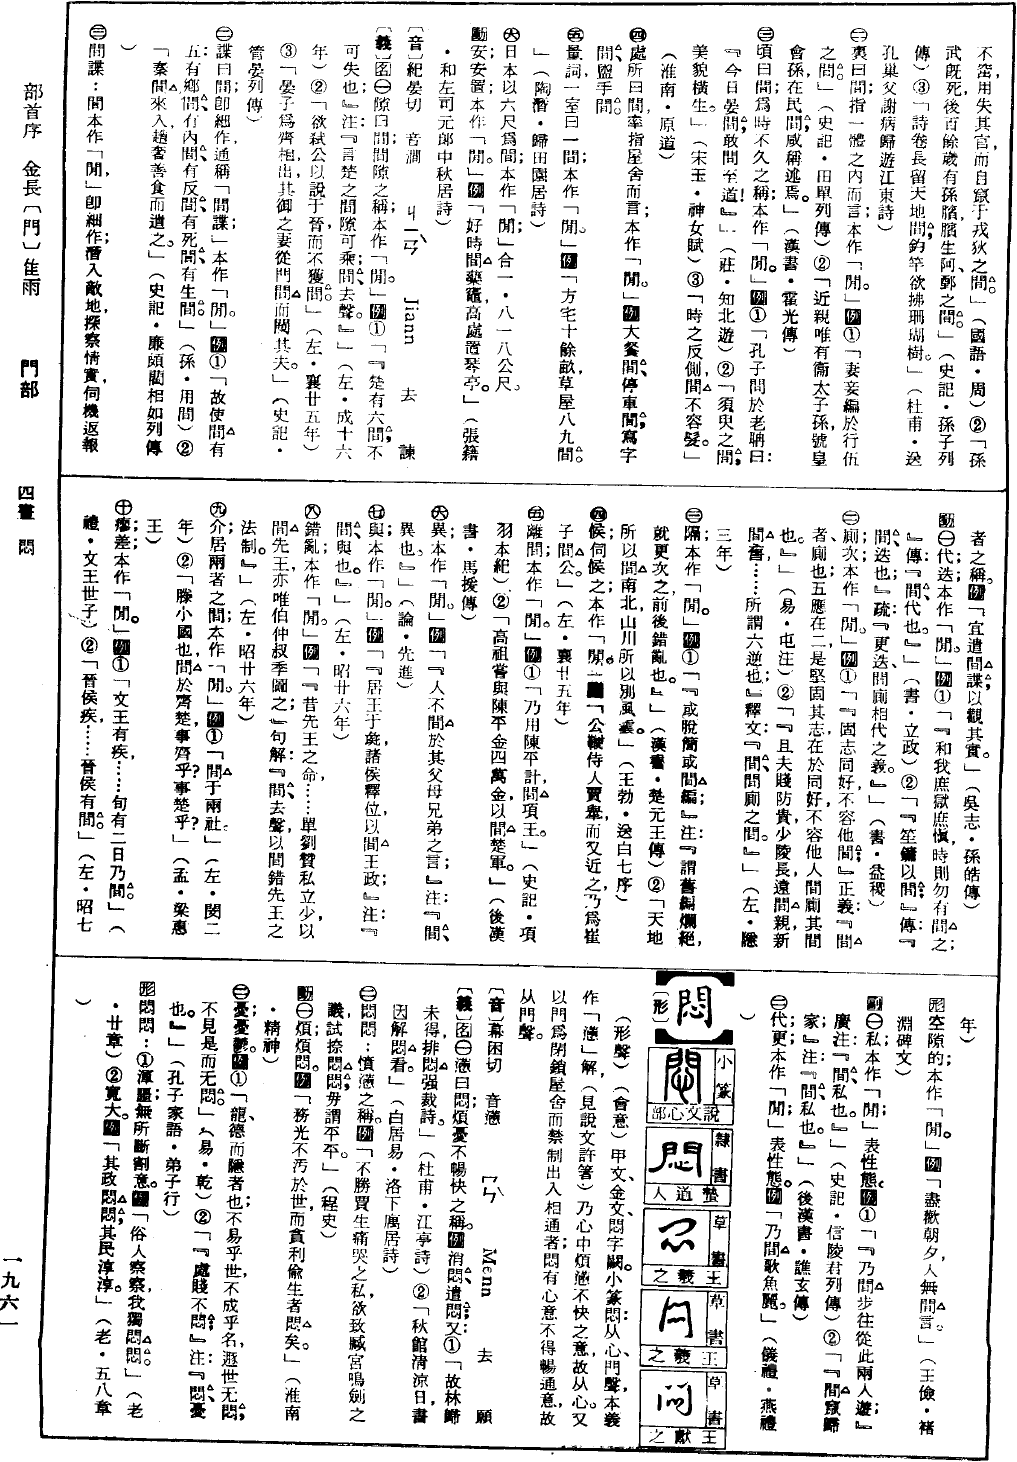 不窋用失其官而自竄于戎狄之間。」（國語・周）②「孫
武旣死後百餘歲有孫臏臏生阿、鄄之間。」（史記・孫子列
傳）③「詩卷長留天地間，釣竿欲拂珊瑚樹。」（杜甫・送
孔巢父謝病歸遊江東詩）
㊁裏曰間指一體之內而言；本作「閒。」例①「妻妾編於行伍
之間。」（史記・田單列傳）②「近親唯有衞太子孫，號皇
曾孫，在民間，咸稱述焉。」（漢書・霍光傳）
㊂頃曰間爲時不久之稱；本作「閒。」例①「孔子問於老聃曰：
『今日晏間，敢問至道！』」（莊・知北遊）②「須臾之間，
美貌橫生。」（宋玉・神女賦）③「時之反側，間不容髮。」
（淮南・原道）
㊃處所曰間率指屋舍而言；本作「閒。」例大餐間、停車間，寫字
間、盥手間。
㊄量詞一室曰一間；本作「閒。」例「方宅十餘畝，草屋八九間。
」（陶潛・歸田園居詩）
㊅日本以六尺爲間；本作「閒」合一・八一八公尺。
動安安置；本作「閒」例「好時間藥竈，高處置琴亭。」（張籍
・和左司元郎中秋居詩）
〔音〕紀晏切　音澗　ㄐㄧㄢˋ　Jiann　去　諫
〔義〕名㊀隙曰間間隙之稱；本作「閒。」例①「『楚有六間，不
可失也。』注：『言楚之間隙可乘；間去聲。』」（左・成十六
年）②「欲弑公以說于晉，而不獲間。」（左・襄廿五年）
③「晏子爲齊相，出，其御之妻從門間而闚其夫。」（史記・
管晏列傳）
㊁諜曰間卽細作，通稱「間諜」；本作「閒。」例①「故使間有
五：有鄕間，有內間，有反間，有死間，有生間。」（孫・用間）②
「秦間來入，趙奢善食而遣之。」（史記・廉頗藺相如列傳
）
㊂間諜：間本作「閒，」卽細作；潛入敵地，探察情實，伺機返報
者之稱。例「宜遣間諜，以觀其實。」（吳志・孫皓傳）
動㊀代迭；本作「閒。」例①「『和我庶獄庶愼，時則勿有間之；
』傳：『間，代也。』」（書・立政）②「『笙鏞以間。』傳：『
間，迭也。』疏：『更迭間廁相代之義。』」（書・益稷）
㊁廁次；本作「閒。」例①「『固志同好，不容他間。』正義：『間
者，廁也；五應在二，是堅固其志，在於同好，不容他人間廁其間
也。』」（易・屯注）②「『且夫賤防貴，少陵長，遠間親，新
間舊……所謂六逆也。』釋文：『間，間廁之間。』」（左・隱
三年）
㊂隔；本作「閒。」例①「『或脫簡，或間編。』注：『謂舊編爛絕，
就更次之，前後錯亂也。』」（漢書・楚元王傳）②「天地
所以間南北，山川所以別風雲。」（王勃・送白七序）
㊃候伺候之；本作「閒。」例「公鞭侍人賈舉，而又近之，乃爲崔
子間公。」（左・襄廿五年）
㊄離間；本作「閒。」例①「乃用陳平計，間項王。」（史記・項
羽本紀）②「高祖嘗與陳平金四萬金，以間楚軍。」（後漢
書・馬援傳）
㊅異；本作「閒。」例「『人不間於其父母兄弟之言；』注：『間，
異也。』」（論・先進）
㊆與；本作「閒。」例「『居王于彘，諸侯釋位，以間王政。』注：『
間，與也。』」（左・昭廿六年）
㊇錯亂；本作「閒。」例「『昔先王之命……單劉贊私立少，以
間先王，亦唯伯仲叔季圖之。』句解：『間，去聲，以間錯先王之
法制。』」（左・昭廿六年）
㊈介居兩者之間；本作「閒。」例①「間于兩社。」（左・閔二
年）②「滕小國也，間於齊楚；事齊乎？事楚乎？」（孟・梁惠
王）
㊉瘳差；本作「閒。」例①「文王有疾……旬有二日乃間。」（
禮・文王世子）②「晉侯疾……晉侯有間。」（左・昭七
年）
形空隙的；本作「閒。」例「盡歡朝夕，人無間言。」（王儉・褚
淵碑文）
副㊀私；本作「閒」表性態。例①「『乃間步往，從此兩人遊。』
廣注：『間，私也。』」（史記・信陵君列傳）②「『間竄歸
家。』注：『間，私也。』」（後漢書・譙玄傳）
㊁代更；本作「閒」表性態。例「乃間歌魚麗。」（儀禮・燕禮
）
【悶】
〔形〕
小篆　說文心部
隸書　蟄道人
草書　王羲之
草書　王羲之
草書　王獻之
（形聲）（會意）甲文、金文悶字闕。小篆悶：从心，門聲，本義
作「懣」解（見說文許箸）乃心中煩懣不快之意，故从心。又
以門爲閉鎖屋舍而禁制出入相通者；悶有心意不得暢通意，故
从門聲。
〔音〕幕困切　音懣　ㄇㄣˋ　Menn　去　願
〔義〕名㊀懣曰悶煩憂不暢快之稱。例消悶、遣悶；又①「故林歸
未得，排悶强裁詩。」（杜甫・江亭詩）②「秋館淸涼日，書
因解悶看。」（白居易・洛下寓居詩）
㊁悶悶：憤懣之稱。例「不勝賈生痛哭之私，欲致臧宮鳴劍之
議，試捺悶悶，毋謂平平。」（程史）
動㊀煩煩悶。例「務光不汚於世，而貪利偷生者悶矣。」（淮南
・精神）
㊁憂憂鬱。例①「龍德而隱者也，不易乎世，不成乎名，遯世无悶，
不見是而无悶。」（易・乾）②「『處賤不悶。』注：『悶，憂
也。』」（孔子家語・弟子行）
形悶悶：①渾噩無所斷割意。例「俗人察察，我獨悶悶。」（老
・廿章）②寬大。例「其政悶悶，其民淳淳。」（老・五八章
）
部首序　金長〔門〕隹雨　門部　四畫　悶
一九六一